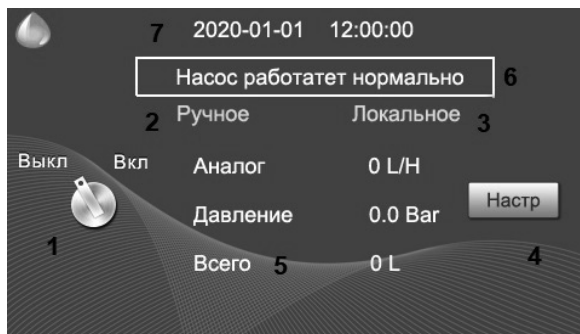 7 2020-01-01 12:00:00
Насос работатет нормально 6
2 Ручное Локальное 3
Выкл Вкл Аналог 0 L/H
1 Давление 0.0 Bar Настр
Всего 5 0 L 4